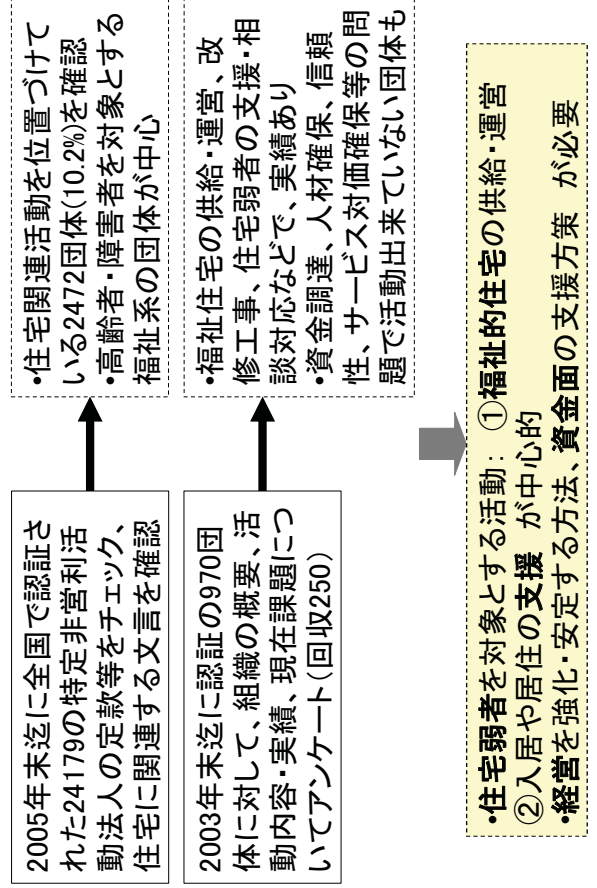 2005年末迄に全国で認証さ
れた24179の特定非営利活
動法人の定款等をチェック、
住宅に関連する文言を確認
•住宅関連活動を位置づけて
いる2472団体(10.2%)を確認
•高齢者・障害者を対象とする
福祉系の団体が中心
2003年末迄に認証の970団
体に対して、組織の概要、活
動内容・実績、現在課題につ
いてアンケート(回収250)
•福祉住宅の供給・運営、改
修工事、住宅弱者の支援・相
談対応などで、実績あり
•資金調達、人材確保、信頼
性、サービス対価確保等の問
題で活動出来ていない団体も
•住宅弱者を対象とする活動: ①福祉的住宅の供給・運営
②入居や居住の支援 が中心的
•経営を強化・安定する方法、資金面の支援方策 が必要